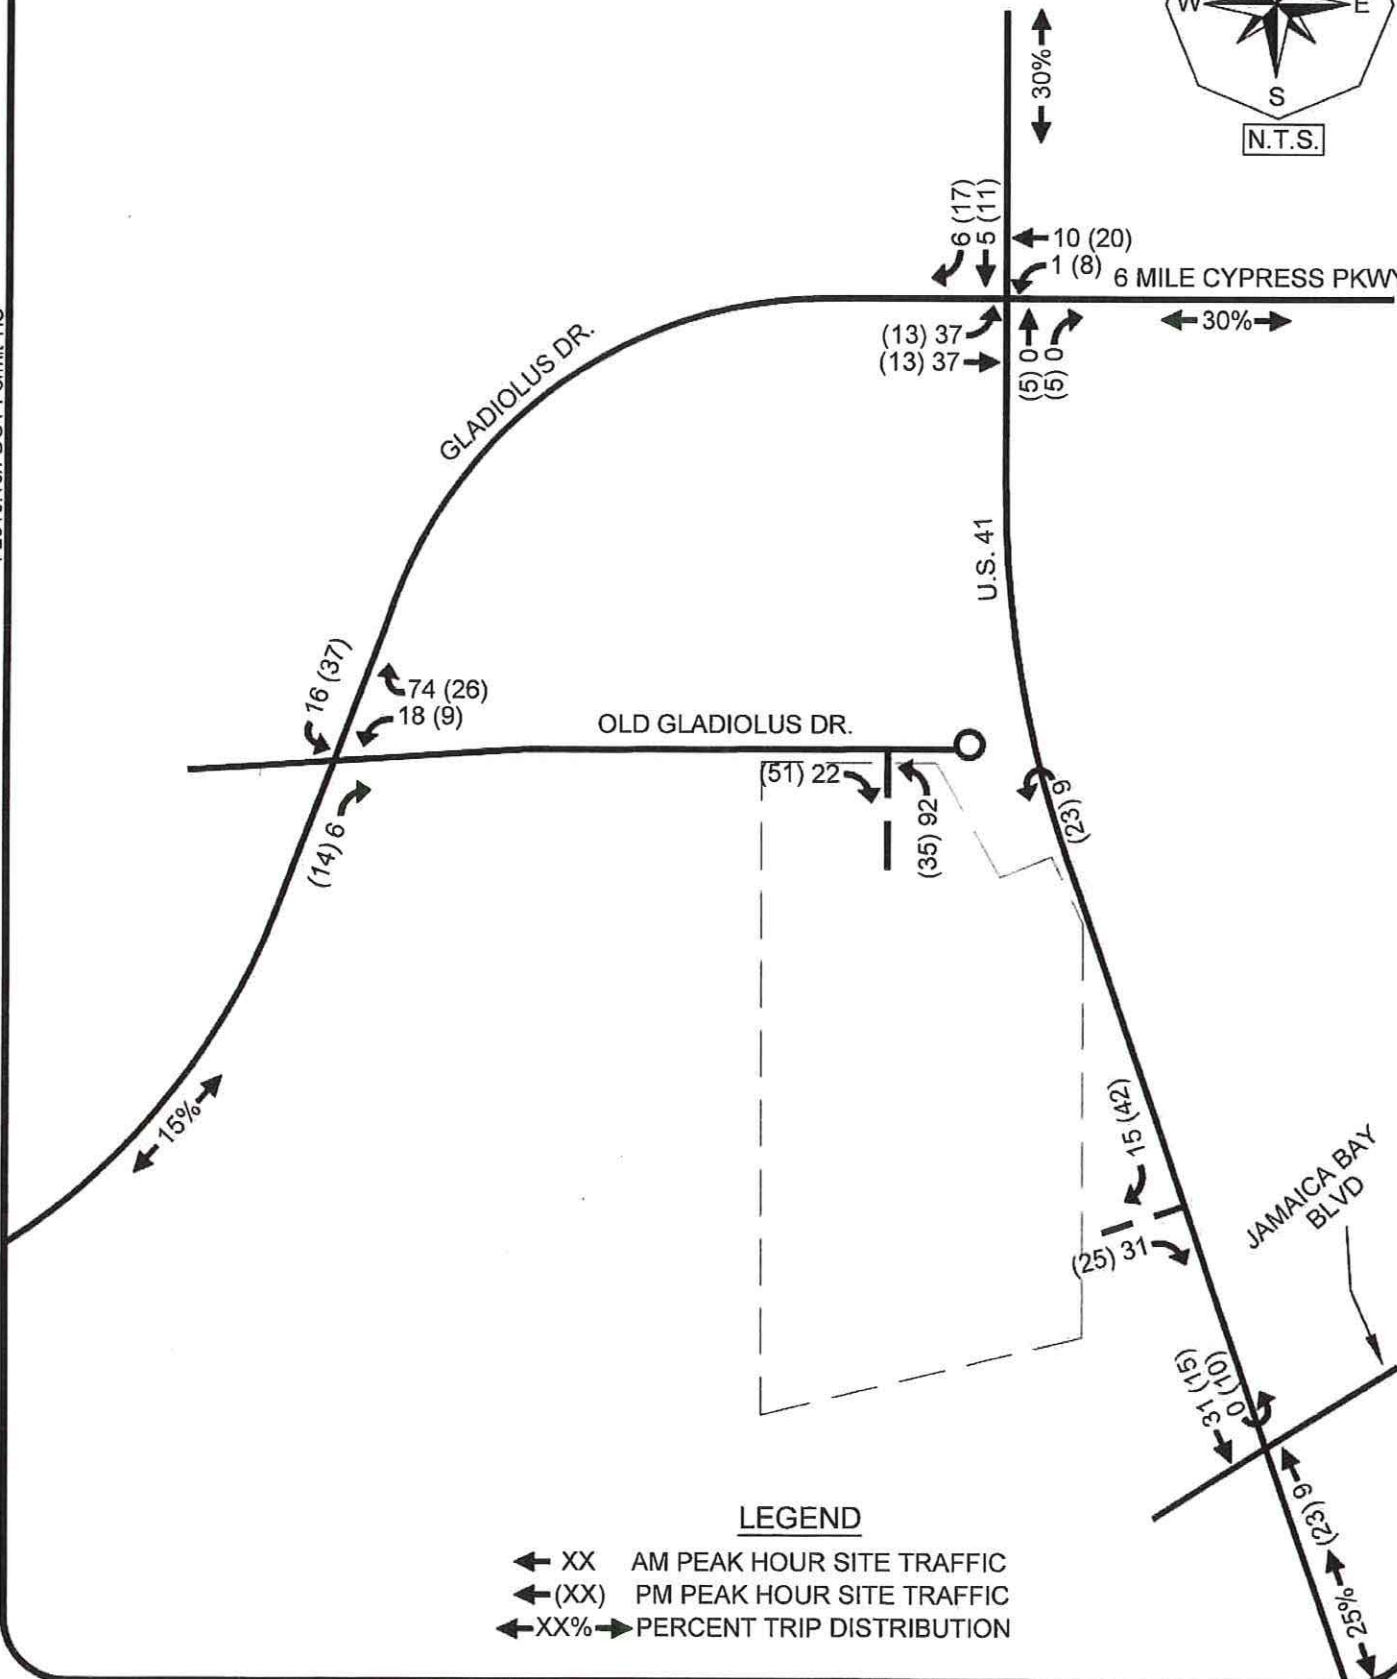 W
E
S
N.T.S.
30%
6 (17)
5 (11)
10 (20)
1 (8)
6 MILE CYPRESS PKWY
30%
(13) 37
(13) 37
(5) 0
(5) 0
GLADIOLUS DR.
U.S. 41
16 (37)
74 (26)
18 (9)
OLD GLADIOLUS DR.
(51) 22
(35) 92
(23) 9
(14) 6
15%
15 (42)
(25) 31
JAMAICA BAY
BLVD
31 (15)
0 (10)
(23) 9
25%
LEGEND
XX AM PEAK HOUR SITE TRAFFIC
(XX) PM PEAK HOUR SITE TRAFFIC
XX% PERCENT TRIP DISTRIBUTION